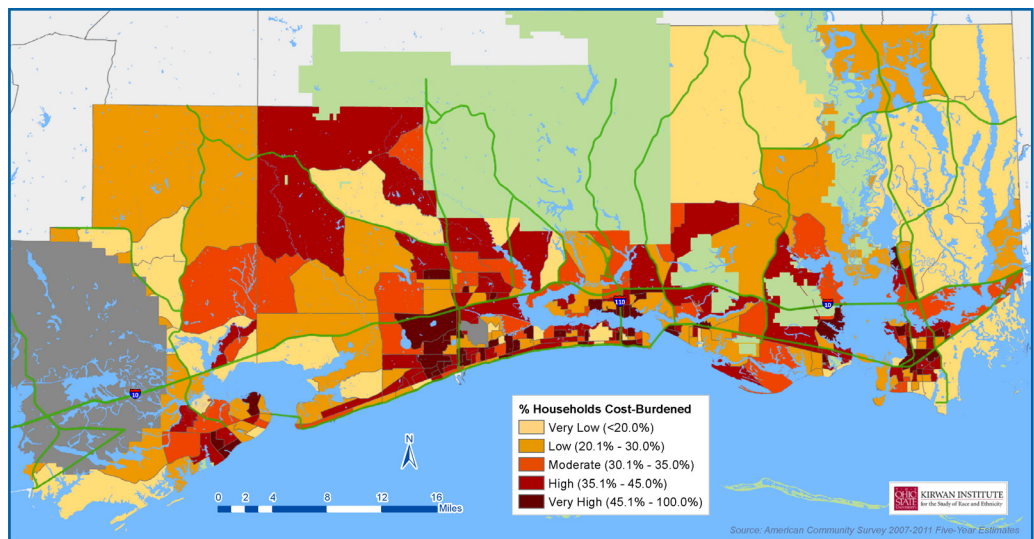 110
10
10
% Households Cost-Burdened
Very Low (<20.0%)
Low (20.1% - 30.0%)
Moderate (30.1% - 35.0%)
High (35.1% - 45.0%)
Very High (45.1% - 100.0%)
N
0 2 4 8 12 16
Miles
OHIO
STATE
KIRWAN INSTITUTE
for the Study of Race and Ethnicity
Source: American Community Survey 2007-2011 Five-Year Estimates